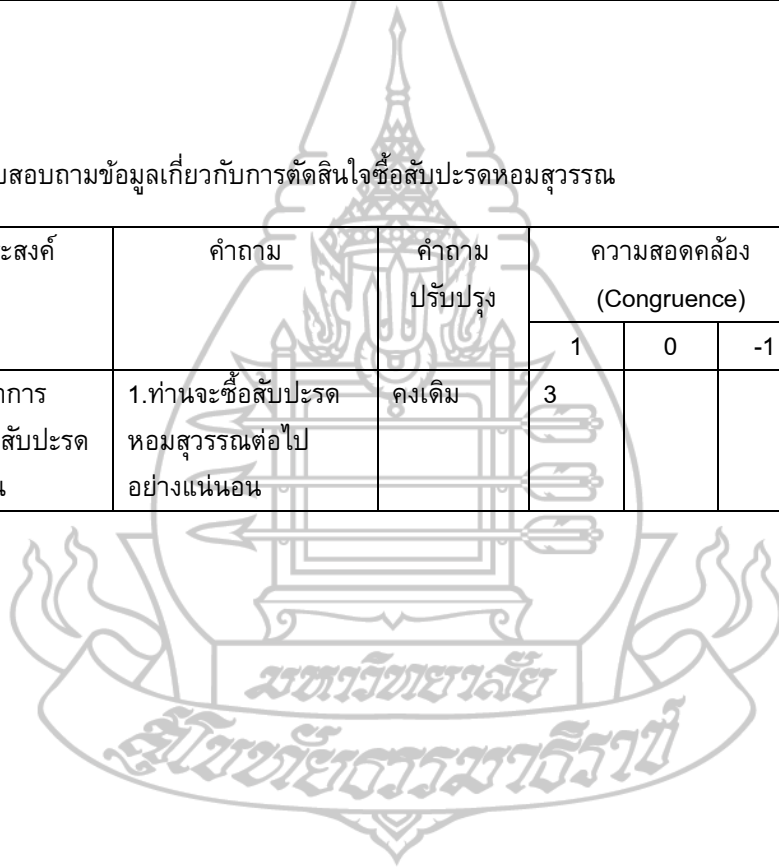 บสอบถามข้อมูลเกี่ยวกับการตัดสินใจซื้อสับปะรดหอมสุวรรณ
ะสงค์ คำถาม คำถาม ความสอดคล้อง
ปรับปรุง (Congruence)
1 0 -1
าการ 1.ท่านจะซื้อสับปะรด คงเดิม 3
สับปะรด หอมสุวรรณต่อไป
น อย่างแน่นอน
มหาวิทยาลัย
สุโขทัยธรรมาธิราช